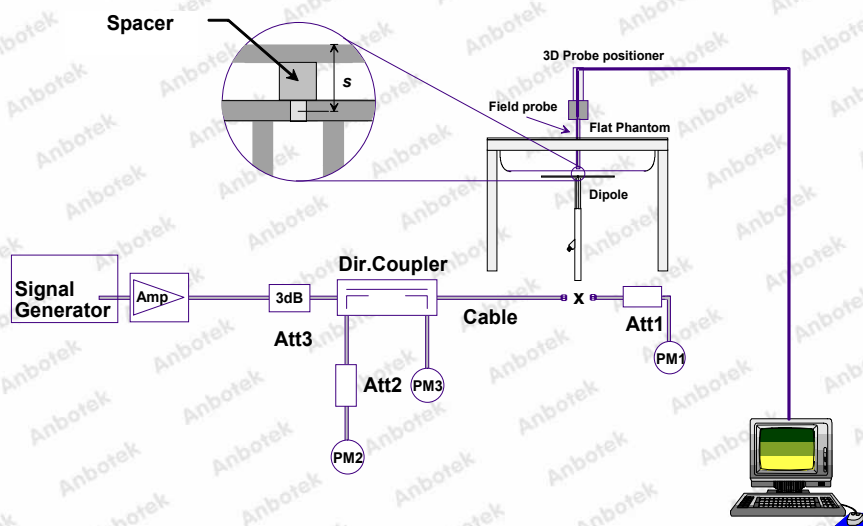 Spacer
s
3D Probe positioner
Field probe
Flat Phantom
Dipole
Signal
Generator
Amp
3dB
Att3
Dir.Coupler
Cable
x
Att1
PM1
Att2
PM3
PM2
Anbotek